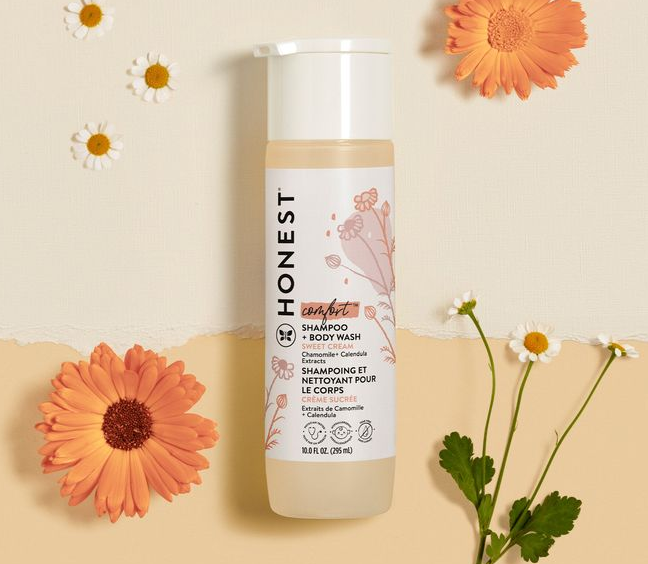 HONEST®
comfort™
SHAMPOO
+ BODY WASH
SWEET CREAM
Chamomile + Calendula
Extracts
SHAMPOING ET
NETTOYANT POUR
LE CORPS
CRÈME SUCRÉE
Extraits de Camomille
+ Calendula
10.0 FL OZ. (295 mL)